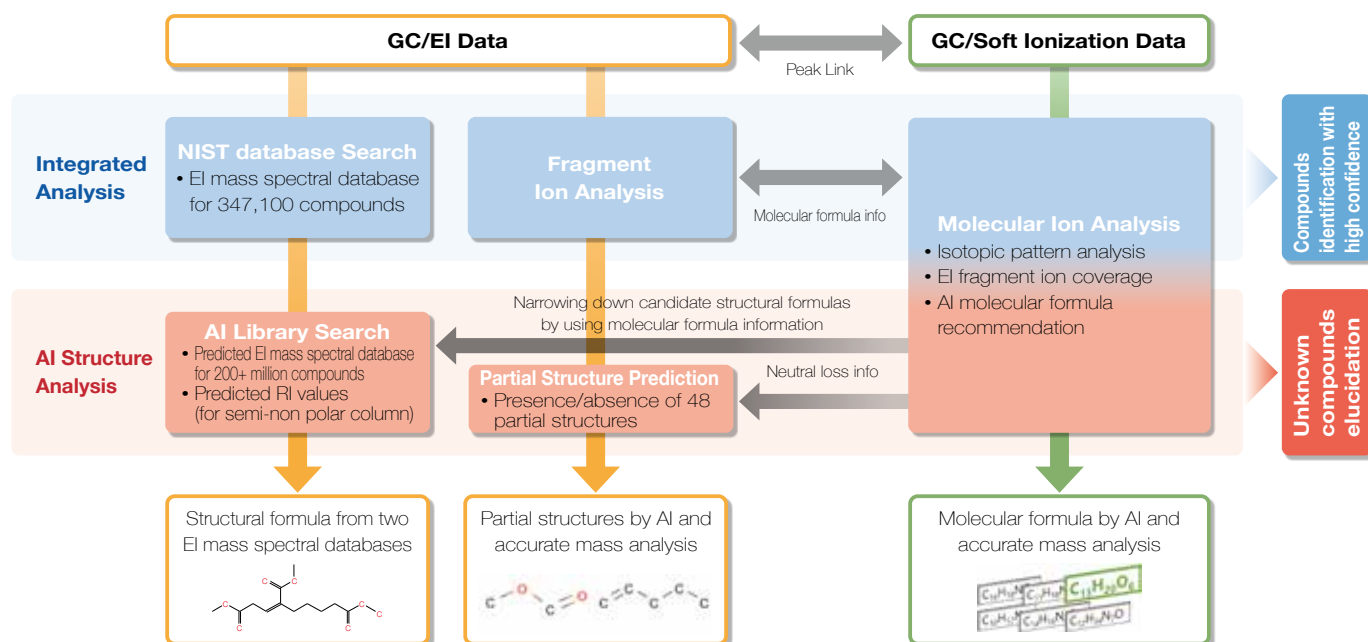 GC/EI Data
GC/Soft Ionization Data
Peak Link
Integrated
Analysis
NIST database Search
• EI mass spectral database
for 347,100 compounds
Fragment
Ion Analysis
Molecular formula info
Molecular Ion Analysis
• Isotopic pattern analysis
• EI fragment ion coverage
• AI molecular formula
recommendation
Compounds
identification with
high confidence
AI Structure
Analysis
AI Library Search
• Predicted EI mass spectral database
for 200+ million compounds
• Predicted RI values
(for semi-non polar column)
Narrowing down candidate structural formulas
by using molecular formula information
Partial Structure Prediction
• Presence/absence of 48
partial structures
Neutral loss info
Unknown
compounds
elucidation
Structural formula from two
EI mass spectral databases
Partial structures by AI and
accurate mass analysis
C O C O C C C C C
Molecular formula by AI and
accurate mass analysis
C₁₅H₂₀O₆